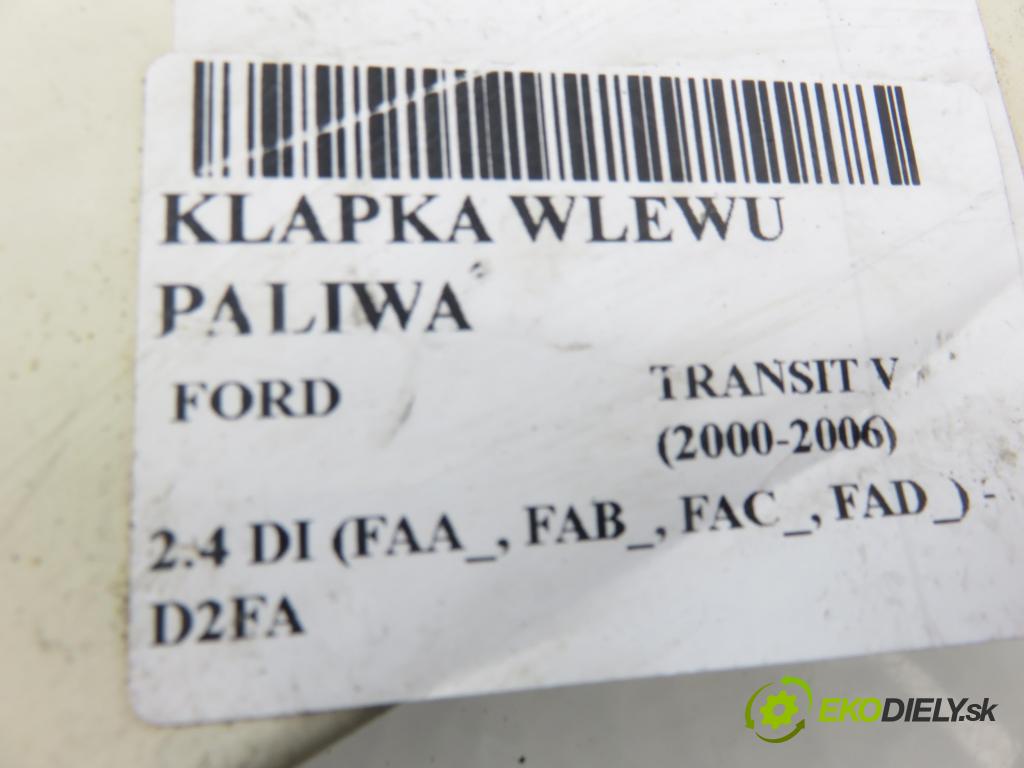 KLAPKA WLEWU
PALIWA
FORD TRANSIT V
(2000-2006)
2.4 DI (FAA_, FAB_, FAC_, FAD_) -
D2FA
EKODIELY.sk